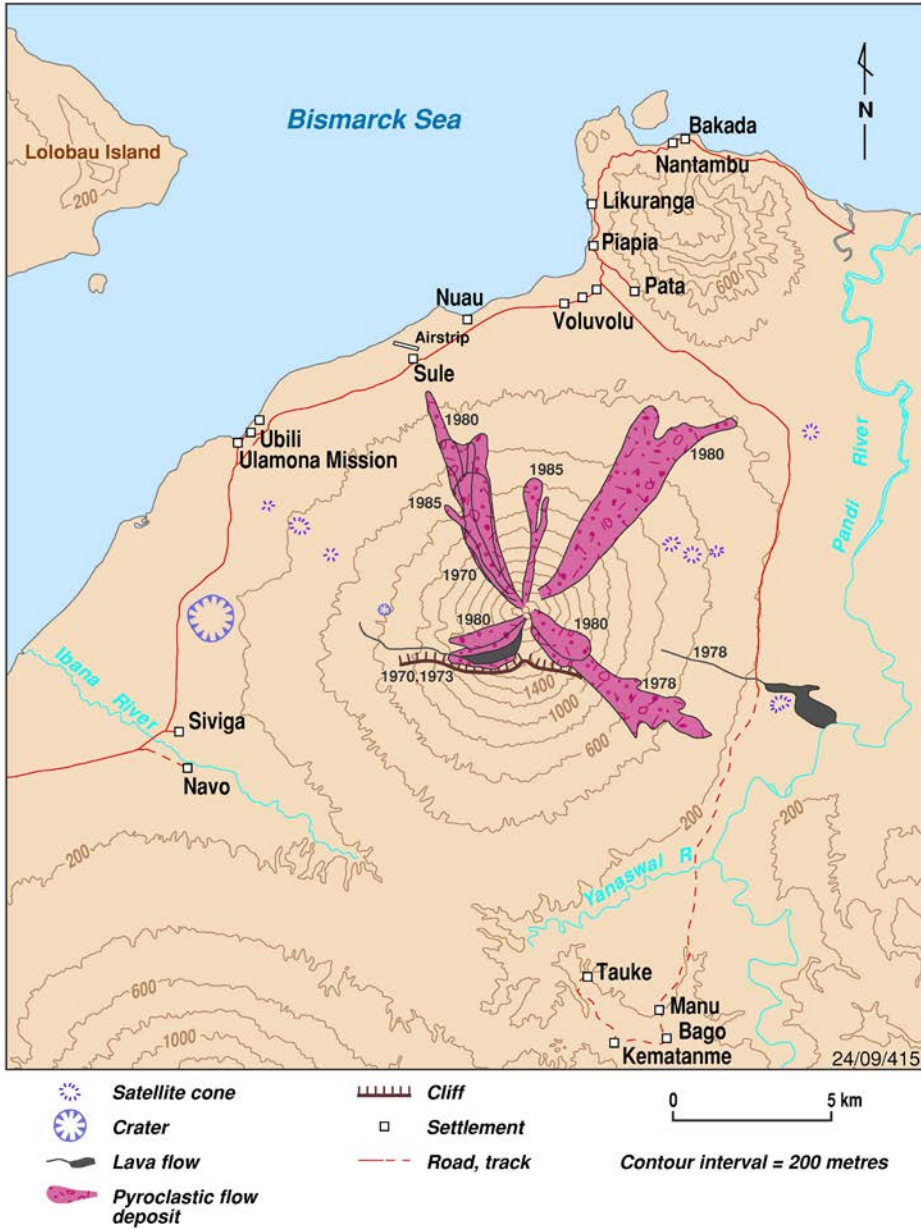 Bismarck Sea
N
Bakada
Nantambu
Lolobau Island
200
Likuranga
Piapia
600
Pata
Nuau
Voluvolu
Airstrip
Sule
1980
1980
Ubili
Ulamona Mission
1985
1985
Pandi River
1970
1980
1980
1978
1970,1973
1978
1400
1000
600
Ibana River
Siviga
Navo
200
200
200
Yanaswal R.
600
1000
Tauke
Manu
Bago
Kematanme
24/09/415
Satellite cone
Cliff
0 5 km
Crater
Settlement
Lava flow
Road, track
Contour interval = 200 metres
Pyroclastic flow
deposit